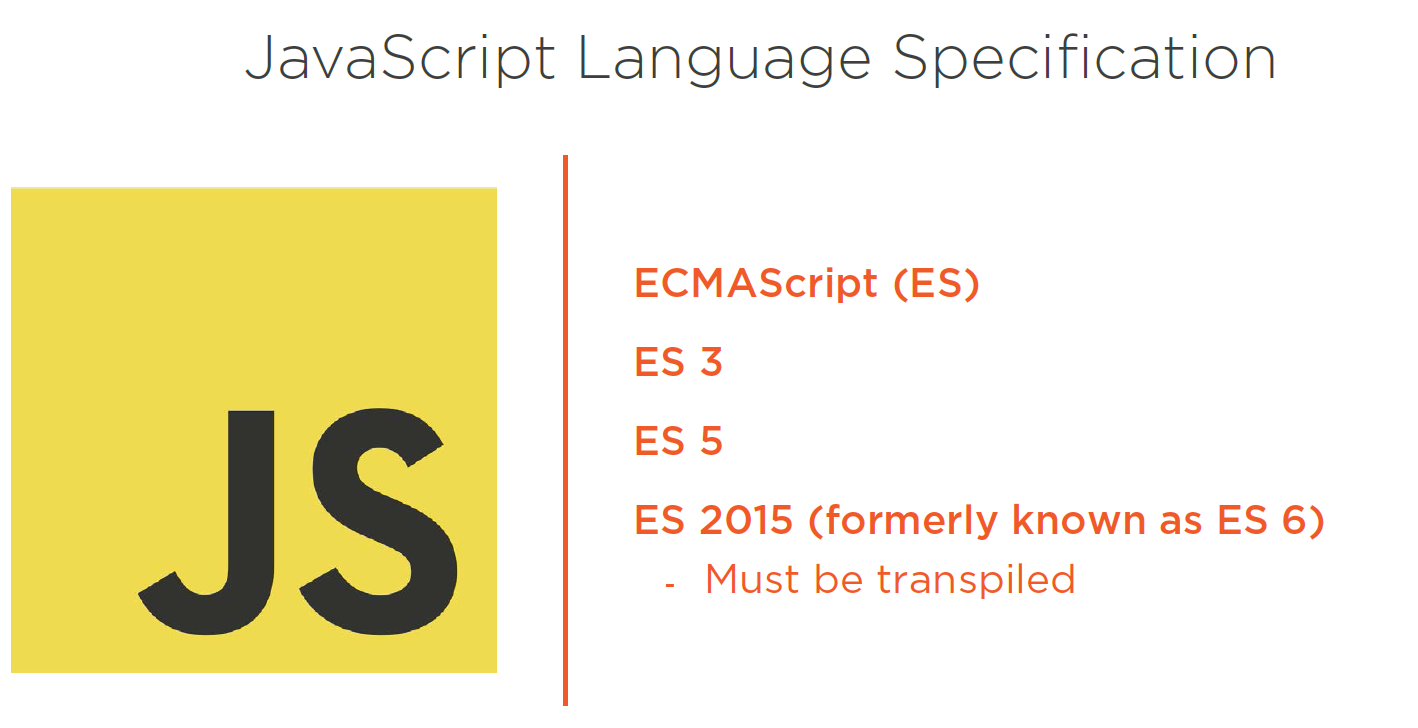 JavaScript Language Specification
JS
ECMAScript (ES)
ES 3
ES 5
ES 2015 (formerly known as ES 6)
- Must be transpiled